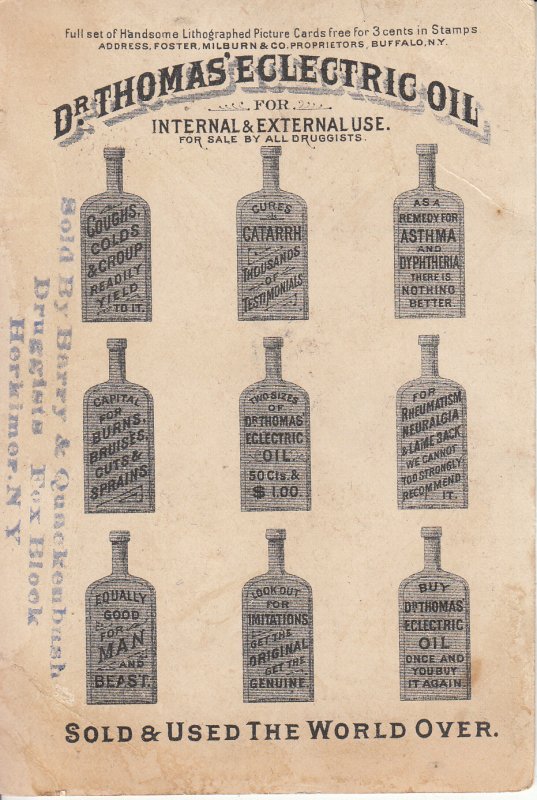 Full set of Handsome Lithographed Picture Cards free for 3 cents in Stamps
ADDRESS, FOSTER, MILBURN & CO. PROPRIETORS, BUFFALO, N.Y.
DR THOMAS' ECLECTRIC OIL
FOR
INTERNAL & EXTERNAL USE.
FOR SALE BY ALL DRUGGISTS.
COUGHS,
COLDS
& CROUP
READILY
YIELD
TO IT.
CURES
CATARRH
THOUSANDS
OF
TESTIMONIALS
AS A
REMEDY FOR
ASTHMA
AND
DYPHTHERIA
THERE IS
NOTHING
BETTER.
CAPITAL
FOR
BURNS,
BRUISES,
CUTS &
SPRAINS
TWO SIZES
OF
DR THOMAS'
ECLECTRIC
OIL.
50 Cts. &
$1.00.
FOR
RHEUMATISM
NEURALGIA
& LAME BACK
WE CANNOT
TOO STRONGLY
RECOMMEND
IT.
EQUALLY
GOOD
FOR
MAN
AND
BEAST.
LOOK OUT
FOR
IMITATIONS
GET THE
ORIGINAL
GET THE
GENUINE
BUY
DR THOMAS'
ECLECTRIC
OIL
ONCE AND
YOU BUY
IT AGAIN.
SOLD & USED THE WORLD OVER.
Sold By Barry & Quackenbush
Druggists Fox Block
Herkimer, N Y